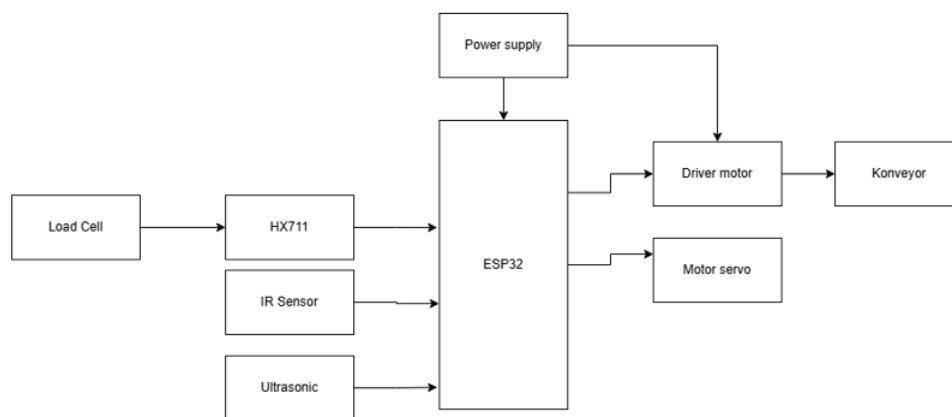 Power supply
Driver motor
Konveyor
Load Cell
HX711
ESP32
Motor servo
IR Sensor
Ultrasonic